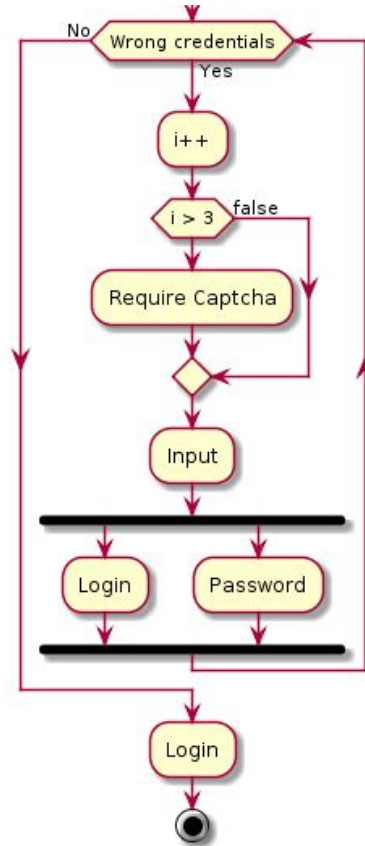 No
Wrong credentials
Yes
i++
i > 3
false
Require Captcha
Input
Login
Password
Login